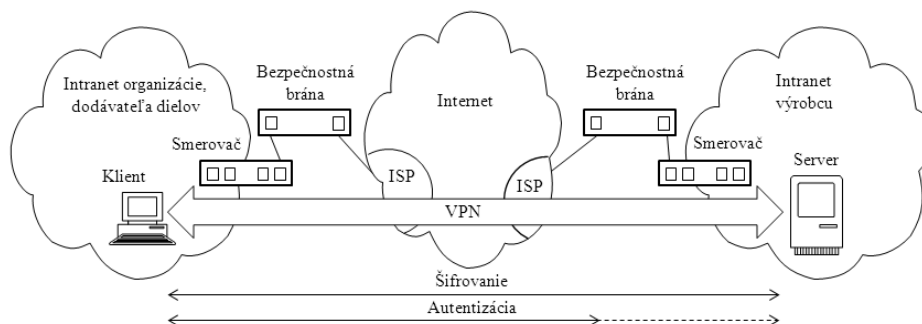 Intranet organizácie,
dodávateľa dielov
Bezpečnostná
brána
Internet
Bezpečnostná
brána
Intranet
výrobcu
Smerovač
Smerovač
Klient
ISP
ISP
Server
VPN
Šifrovanie
Autentizácia